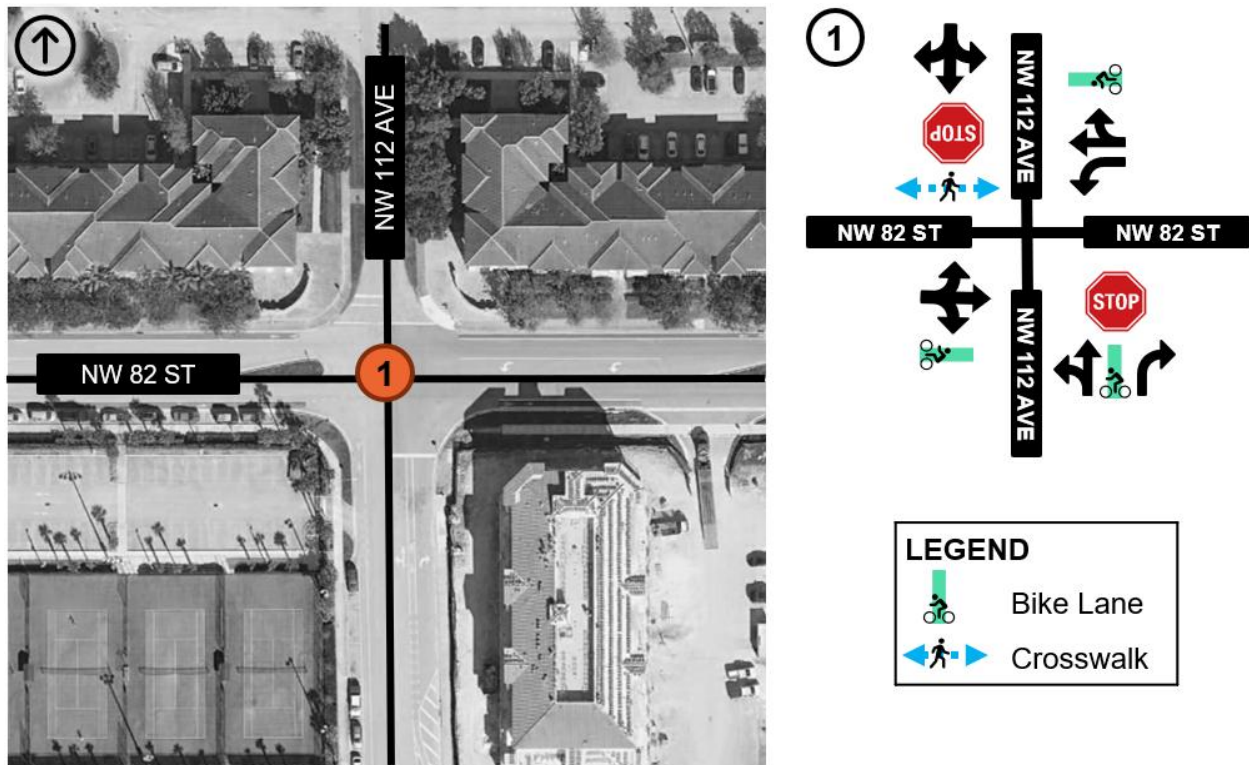 NW 112 AVE
NW 82 ST
1
1
NW 112 AVE
STOP
NW 82 ST
NW 82 ST
STOP
NW 112 AVE
LEGEND
Bike Lane
Crosswalk